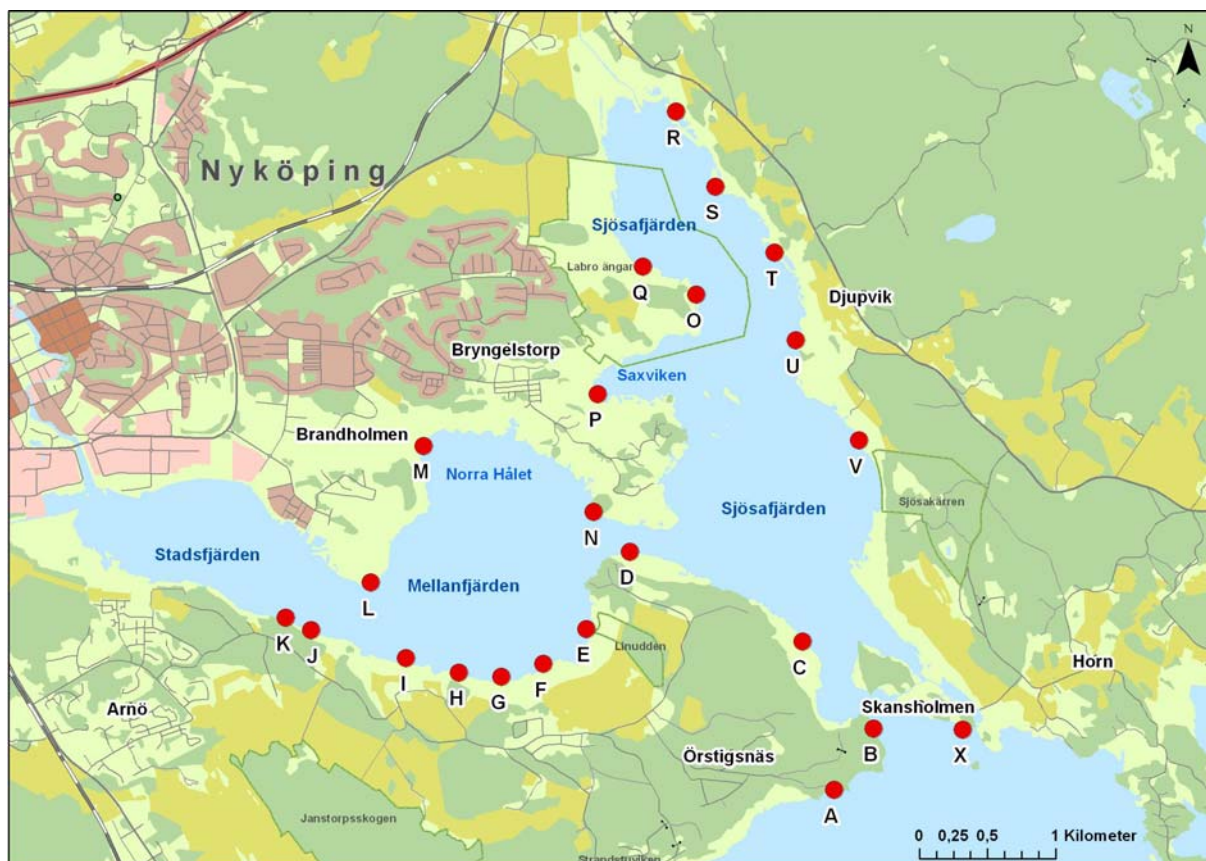 N
R
Nyköping
S
Sjösafjärden
T
Labro ängar
Q
O
Djupvik
U
Bryngelstorp
Saxviken
P
Brandholmen
M
Norra Hålet
V
Sjösakärren
N
Sjösafjärden
Stadsfjärden
D
L
Mellanfjärden
K
J
E
Linudden
C
I
H
G
F
Horn
Arnö
Skansholmen
B
X
Örstigsnäs
A
Janstorpsskogen
0 0,25 0,5 1 Kilometer
Strandstuviken